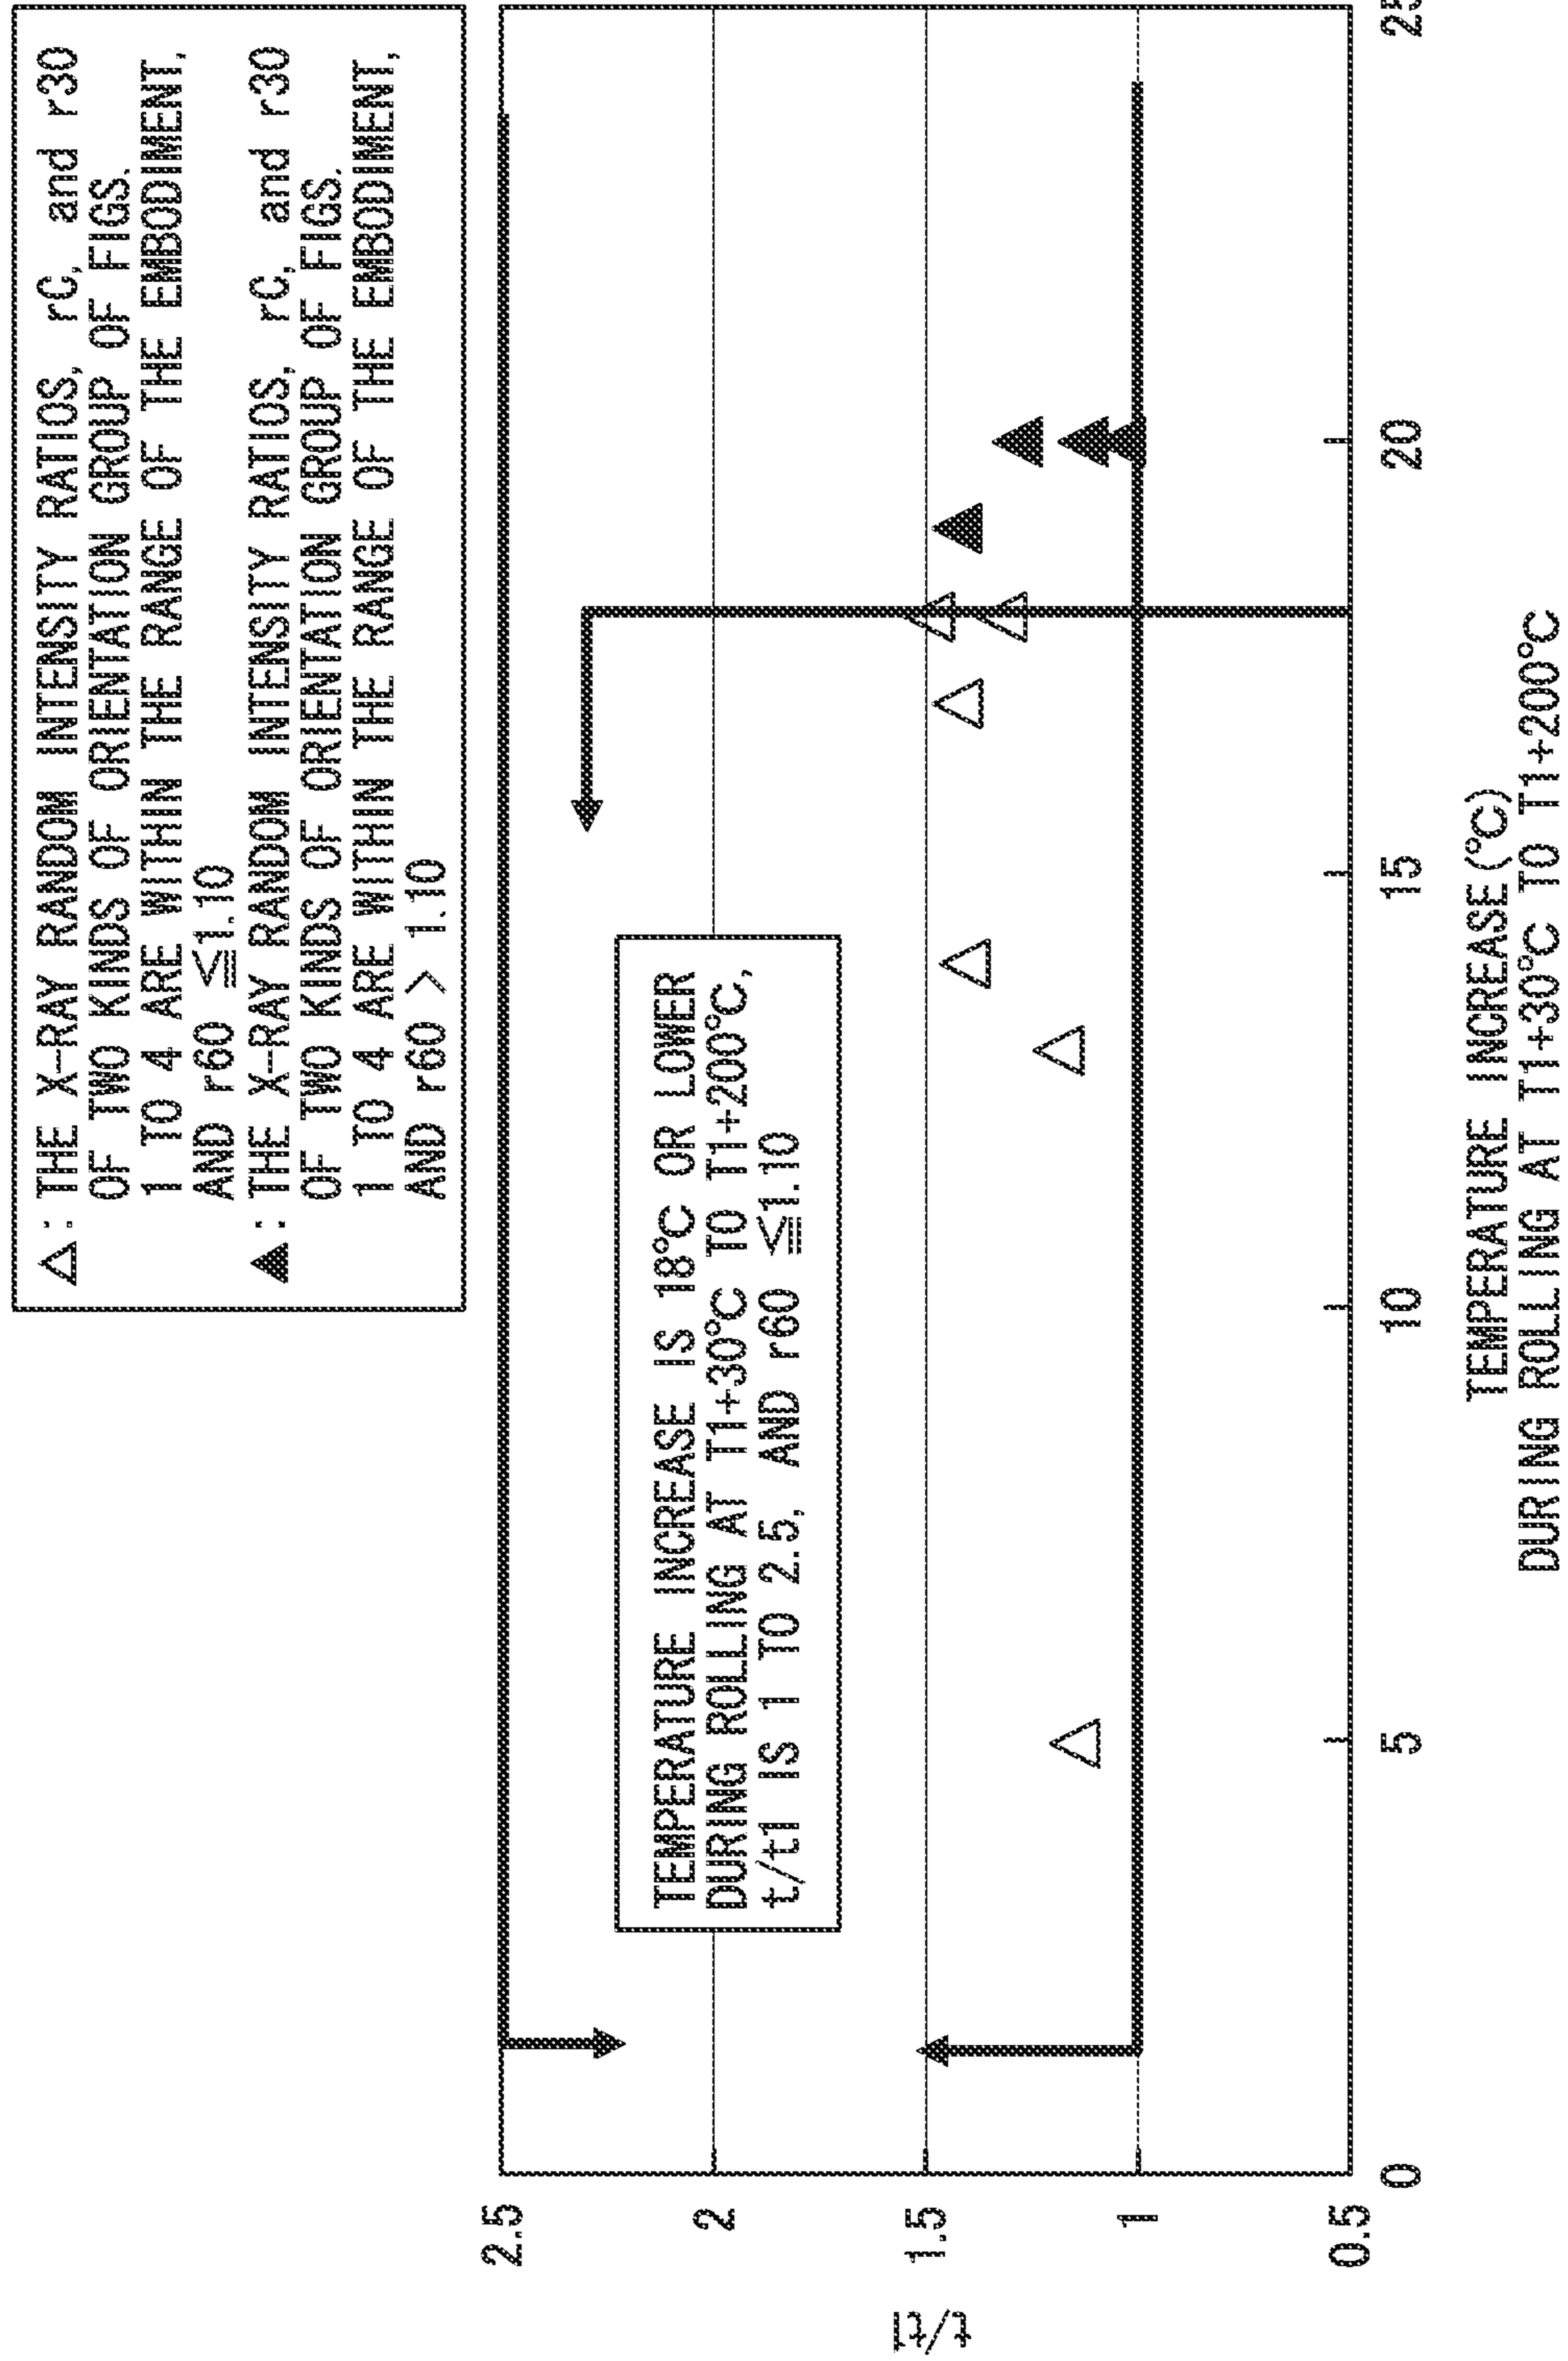 △: THE X-RAY RANDOM INTENSITY RATIOS, rC, and r30
OF TWO KINDS OF ORIENTATION GROUP OF FIGS.
1 TO 4 ARE WITHIN THE RANGE OF THE EMBODIMENT,
AND r60 ≦1.10
▲: THE X-RAY RANDOM INTENSITY RATIOS, rC, and r30
OF TWO KINDS OF ORIENTATION GROUP OF FIGS.
1 TO 4 ARE WITHIN THE RANGE OF THE EMBODIMENT,
AND r60 > 1.10
2.5
2
1.5
1
0.5
t/t1
TEMPERATURE INCREASE IS 18°C OR LOWER
DURING ROLLING AT T1+30°C TO T1+200°C,
t/t1 IS 1 TO 2.5, AND r60 ≦1.10
0
5
10
15
20
25
TEMPERATURE INCREASE (°C)
DURING ROLLING AT T1+30°C TO T1+200°C